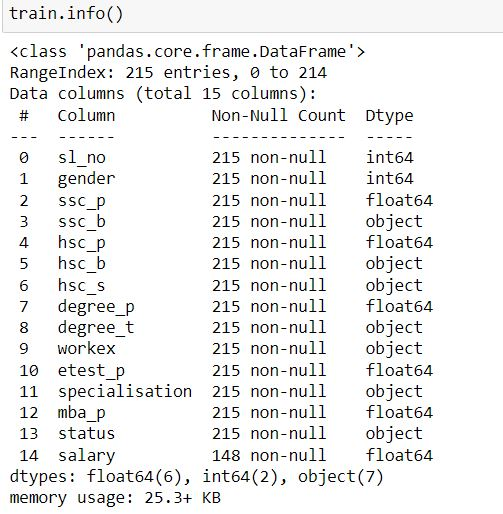 train.info()
<class 'pandas.core.frame.DataFrame'>
RangeIndex: 215 entries, 0 to 214
Data columns (total 15 columns):
 #   Column          Non-Null Count  Dtype
---  ------          --------------  -----
 0   sl_no           215 non-null    int64
 1   gender          215 non-null    int64
 2   ssc_p           215 non-null    float64
 3   ssc_b           215 non-null    object
 4   hsc_p           215 non-null    float64
 5   hsc_b           215 non-null    object
 6   hsc_s           215 non-null    object
 7   degree_p        215 non-null    float64
 8   degree_t        215 non-null    object
 9   workex          215 non-null    object
 10  etest_p         215 non-null    float64
 11  specialisation  215 non-null    object
 12  mba_p           215 non-null    float64
 13  status          215 non-null    object
 14  salary          148 non-null    float64
dtypes: float64(6), int64(2), object(7)
memory usage: 25.3+ KB